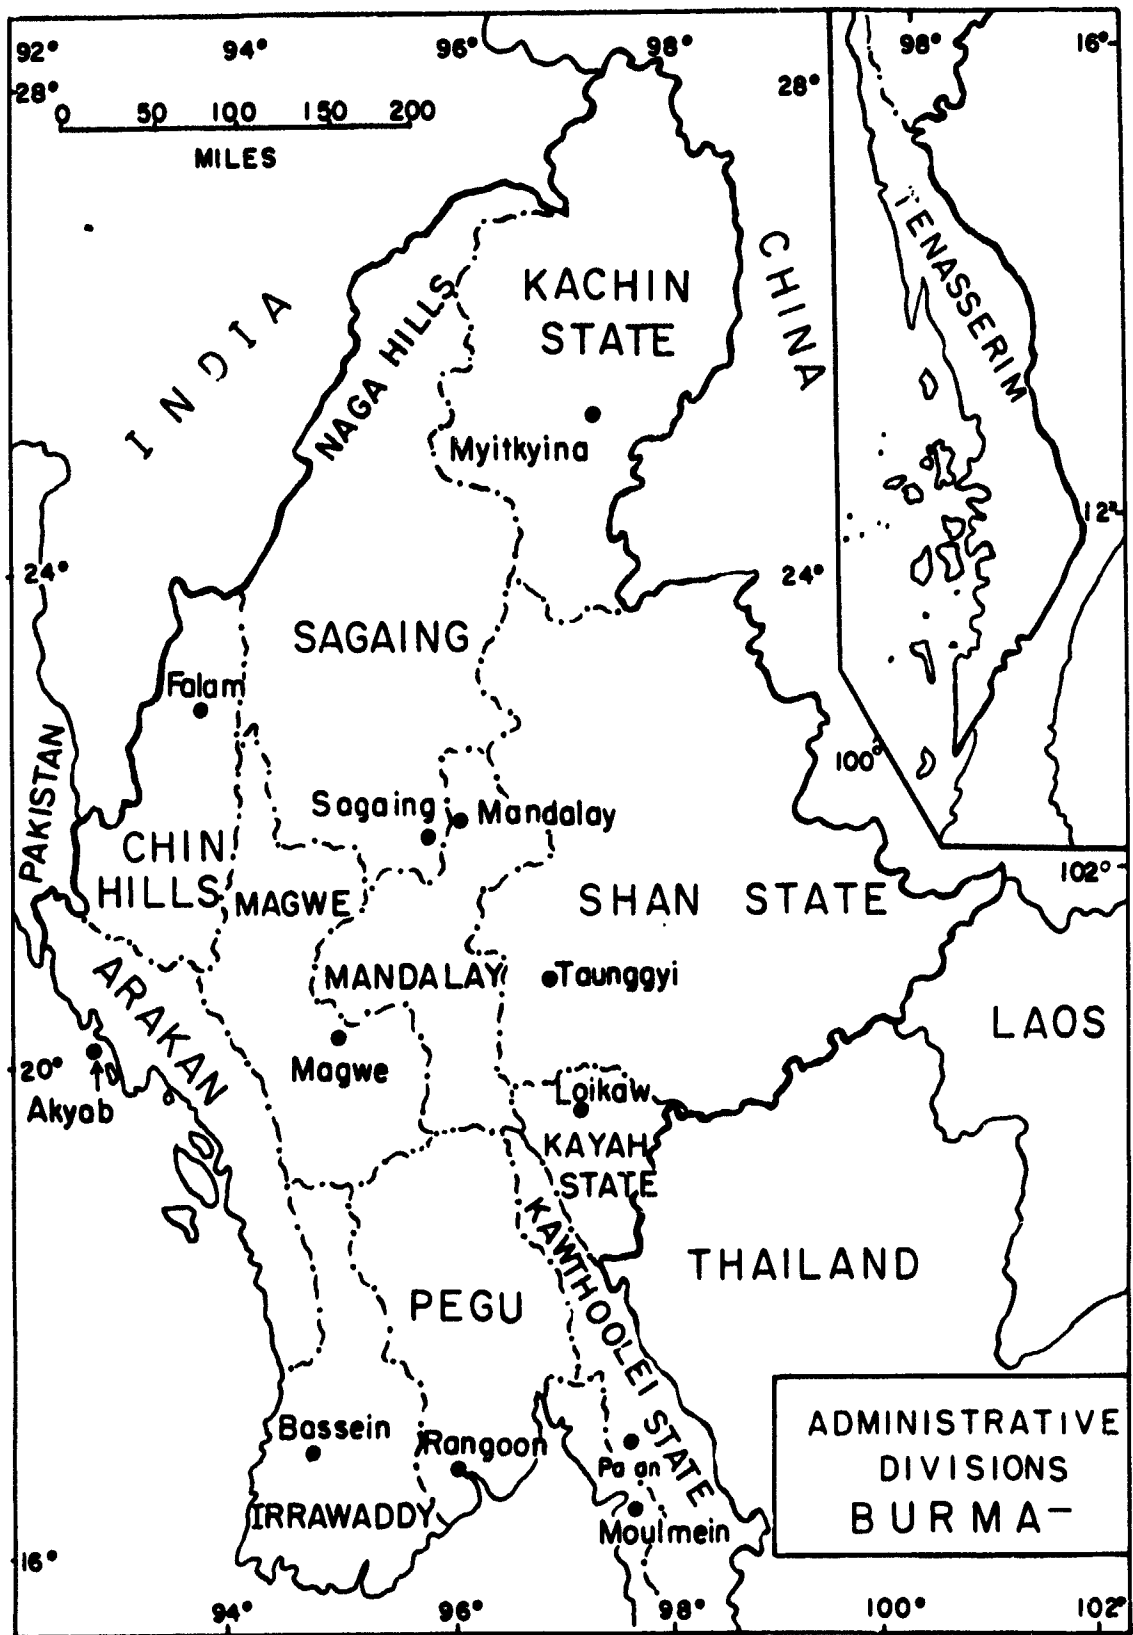 92°
94°
96°
98°
98°
16°
28°
28°
0 50 100 150 200
MILES
INDIA
CHINA
TENASSERIM
KACHIN
STATE
NAGA HILLS
Myitkyina
12°
24°
24°
SAGAING
Falam
PAKISTAN
100°
Sagaing
Mandalay
CHIN
HILLS
MAGWE
SHAN STATE
102°
ARAKAN
MANDALAY
Taunggyi
LAOS
20°
Akyab
Magwe
Loikaw
KAYAH
STATE
KAWTHOOLEI STATE
THAILAND
PEGU
Bassein
Rangoon
Pa an
IRRAWADDY
Moulmein
ADMINISTRATIVE
DIVISIONS
BURMA—
16°
94°
96°
98°
100°
102°